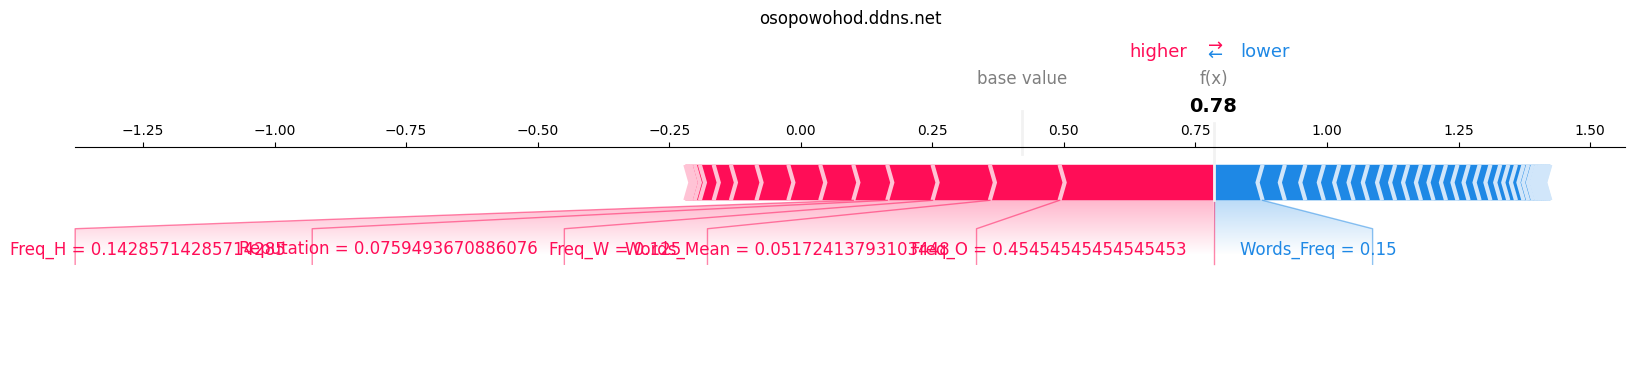 osopowohod.ddns.net
higher ⇄ lower
base value f(x)
0.78
−1.25 −1.00 −0.75 −0.50 −0.25 0.00 0.25 0.50 0.75 1.00 1.25 1.50
Freq_H = 0.14285714285714285 Reputation = 0.0759493670886076 Freq_W = 0.125 Words_Mean = 0.05172413793103448 Freq_O = 0.45454545454545453 Words_Freq = 0.15